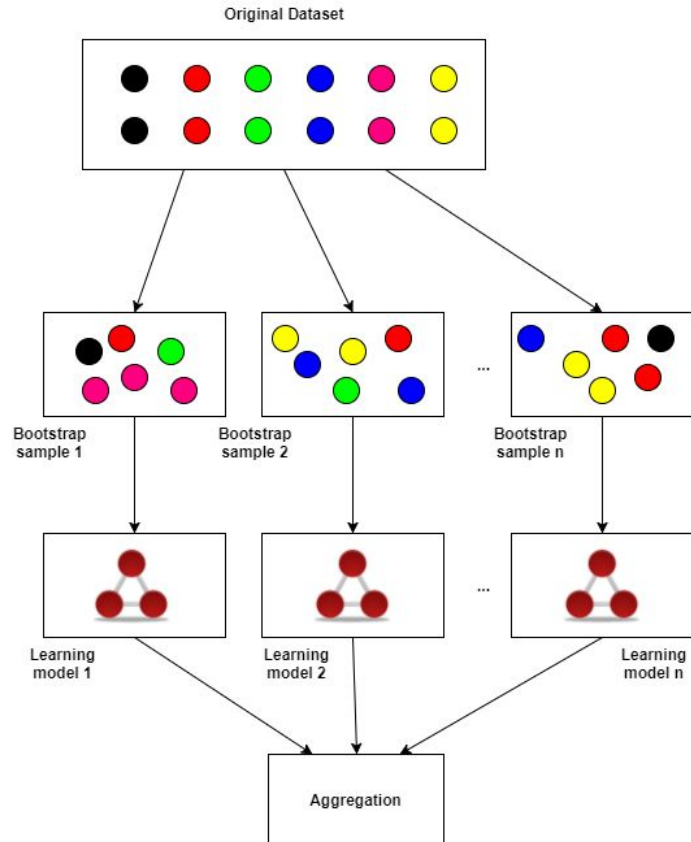 Original Dataset
...
Bootstrap
sample 1
Bootstrap
sample 2
Bootstrap
sample n
...
Learning
model 1
Learning
model 2
Learning
model n
Aggregation